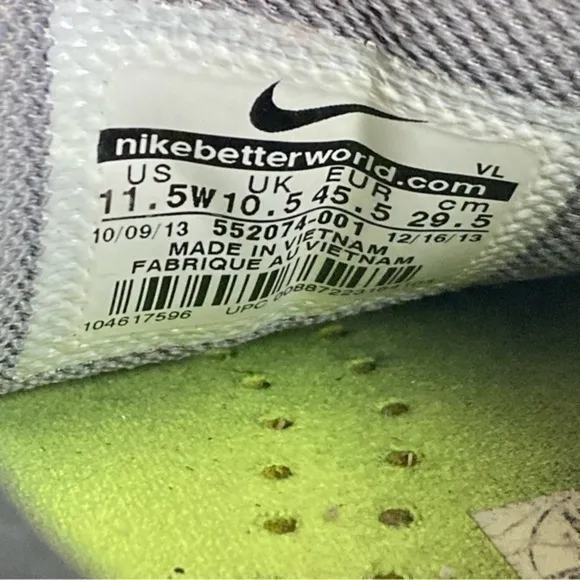 nikebetterworld.com
VL
US UK EUR cm
11.5W 10.5 45.5 29.5
10/09/13 552074-001 12/16/13
MADE IN VIETNAM
FABRIQUE AU VIETNAM
104617596 UPC